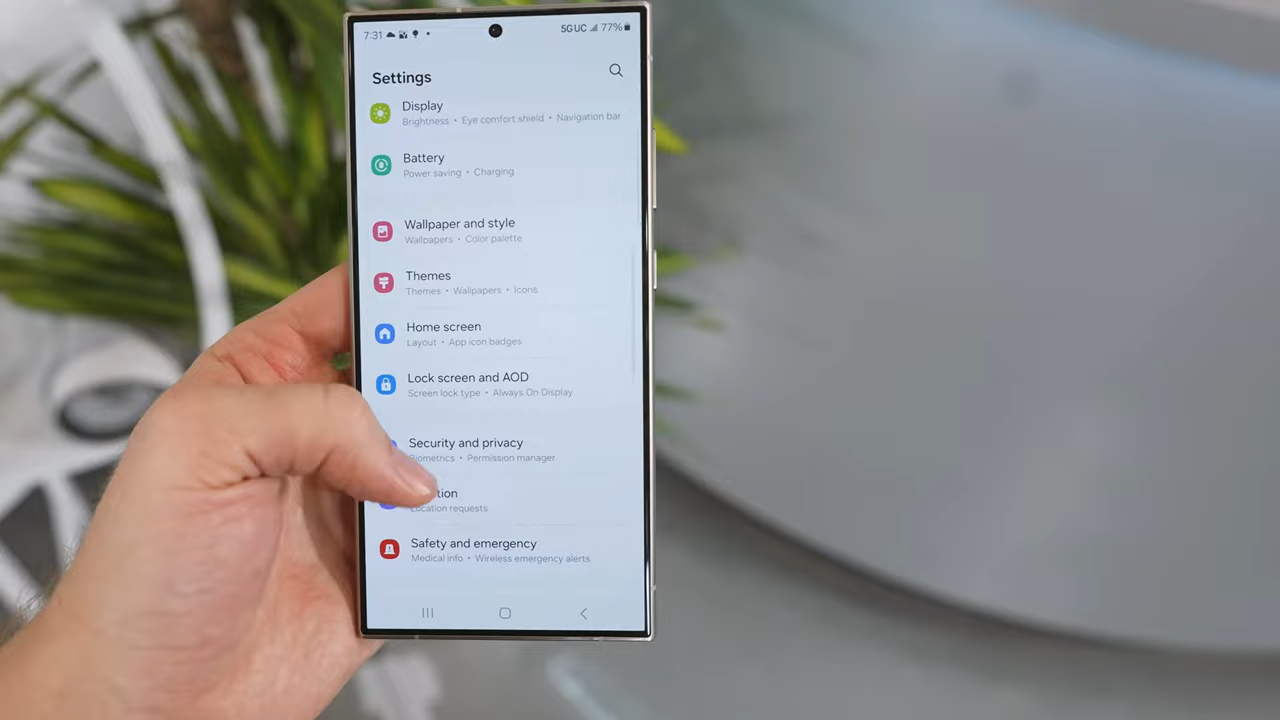 7:31
5G UC 77%
Settings
Display
Brightness • Eye comfort shield • Navigation bar
Battery
Power saving • Charging
Wallpaper and style
Wallpapers • Color palette
Themes
Themes • Wallpapers • Icons
Home screen
Layout • App icon badges
Lock screen and AOD
Screen lock type • Always On Display
Security and privacy
Biometrics • Permission manager
tion
Location requests
Safety and emergency
Medical info • Wireless emergency alerts